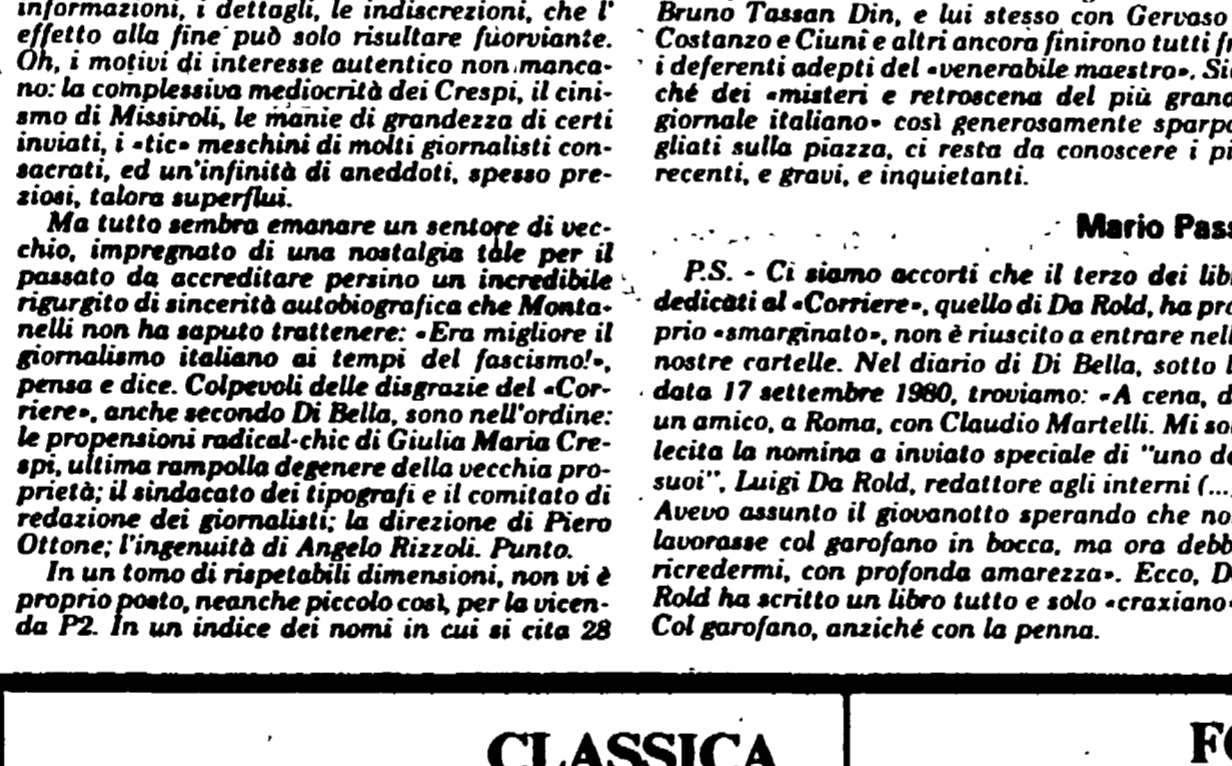 informazioni, i dettagli, le indiscrezioni, che l'
effetto alla fine può solo risultare fuorviante.
Oh, i motivi di interesse autentico non manca-
no: la complessiva mediocrità dei Crespi, il cini-
smo di Missiroli, le manie di grandezza di certi
inviati, i «tic» meschini di molti giornalisti con-
sacrati, ed un'infinità di aneddoti, spesso pre-
ziosi, talora superflui.
Ma tutto sembra emanare un sentore di vec-
chio, impregnato di una nostalgia tale per il
passato da accreditare persino un incredibile
rigurgito di sincerità autobiografica che Monta-
nelli non ha saputo trattenere: «Era migliore il
giornalismo italiano ai tempi del fascismo!»,
pensa e dice. Colpevoli delle disgrazie del «Cor-
riere», anche secondo Di Bella, sono nell'ordine:
le propensioni radical-chic di Giulia Maria Cre-
spi, ultima rampolla degenere della vecchia pro-
prietà; il sindacato dei tipografi e il comitato di
redazione dei giornalisti; la direzione di Piero
Ottone; l'ingenuità di Angelo Rizzoli. Punto.
In un tomo di rispetabili dimensioni, non vi è
proprio posto, neanche piccolo così, per la vicen-
da P2. In un indice dei nomi in cui si cita 28
Bruno Tassan Din, e lui stesso con Gervaso
Costanzo e Ciuni e altri ancora finirono tutti f
i deferenti adepti del «venerabile maestro». Si
ché dei «misteri e retroscena del più gran
giornale italiano» così generosamente sparp
gliati sulla piazza, ci resta da conoscere i pi
recenti, e gravi, e inquietanti.
Mario Pas
P.S. - Ci siamo accorti che il terzo dei lib
dedicati al «Corriere», quello di Da Rold, ha pr
prio «smarginato», non è riuscito a entrare nell
nostre cartelle. Nel diario di Di Bella, sotto l
data 17 settembre 1980, troviamo: «A cena, d
un amico, a Roma, con Claudio Martelli. Mi sol
lecita la nomina a inviato speciale di "uno de
suoi", Luigi Da Rold, redattore agli interni (...
Avevo assunto il giovanotto sperando che no
lavorasse col garofano in bocca, ma ora debb
ricredermi, con profonda amarezza». Ecco, D
Rold ha scritto un libro tutto e solo «craxiano»
Col garofano, anziché con la penna.
CLASSICA
FO